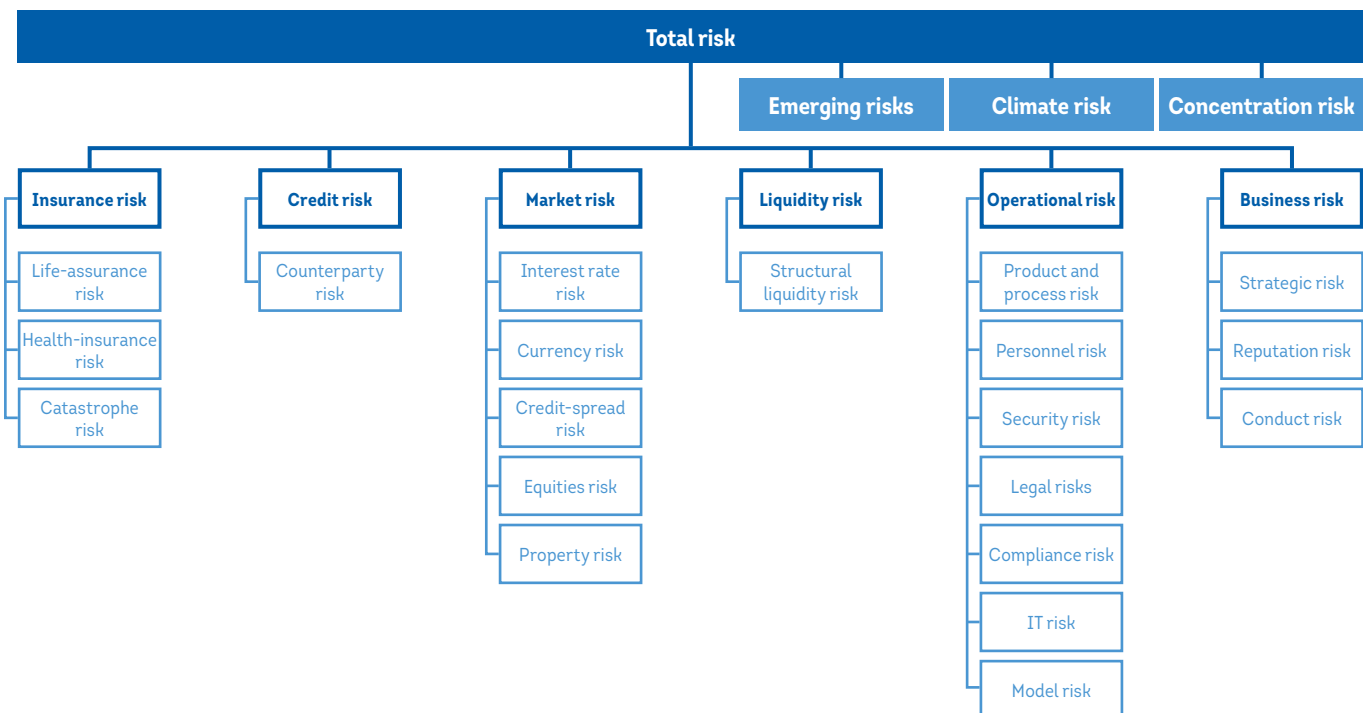 Total risk
Emerging risks
Climate risk
Concentration risk
Insurance risk
Credit risk
Market risk
Liquidity risk
Operational risk
Business risk
Life-assurance
risk
Health-insurance
risk
Catastrophe
risk
Counterparty
risk
Interest rate
risk
Currency risk
Credit-spread
risk
Equities risk
Property risk
Structural
liquidity risk
Product and
process risk
Personnel risk
Security risk
Legal risks
Compliance risk
IT risk
Model risk
Strategic risk
Reputation risk
Conduct risk